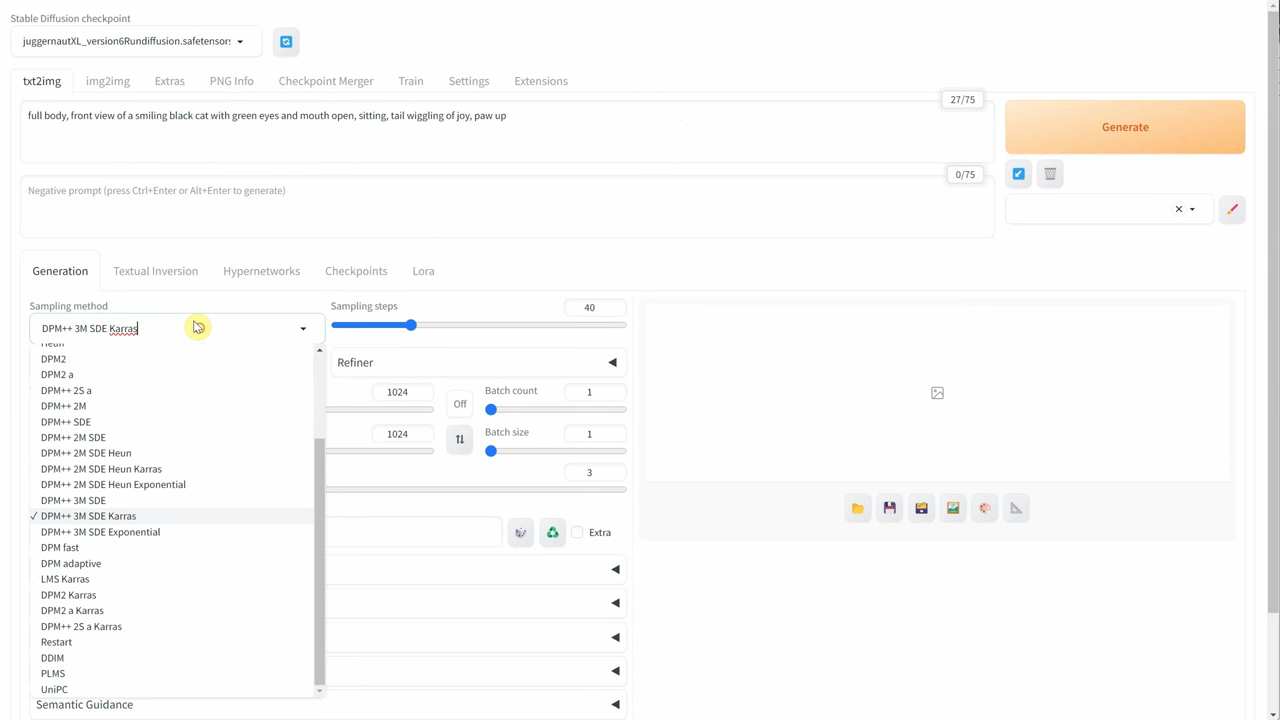 Stable Diffusion checkpoint
juggernautXL_version6Rundiffusion.safetensors
txt2img img2img Extras PNG Info Checkpoint Merger Train Settings Extensions
27/75
full body, front view of a smiling black cat with green eyes and mouth open, sitting, tail wiggling of joy, paw up
Generate
0/75
Negative prompt (press Ctrl+Enter or Alt+Enter to generate)
Generation Textual Inversion Hypernetworks Checkpoints Lora
Sampling method
DPM++ 3M SDE Karras
Heun
DPM2
DPM2 a
DPM++ 2S a
DPM++ 2M
DPM++ SDE
DPM++ 2M SDE
DPM++ 2M SDE Heun
DPM++ 2M SDE Heun Karras
DPM++ 2M SDE Heun Exponential
DPM++ 3M SDE
DPM++ 3M SDE Karras
DPM++ 3M SDE Exponential
DPM fast
DPM adaptive
LMS Karras
DPM2 Karras
DPM2 a Karras
DPM++ 2S a Karras
Restart
DDIM
PLMS
UniPC
Sampling steps
40
Refiner
1024
Off
Batch count
1
1024
Batch size
1
3
Extra
Semantic Guidance